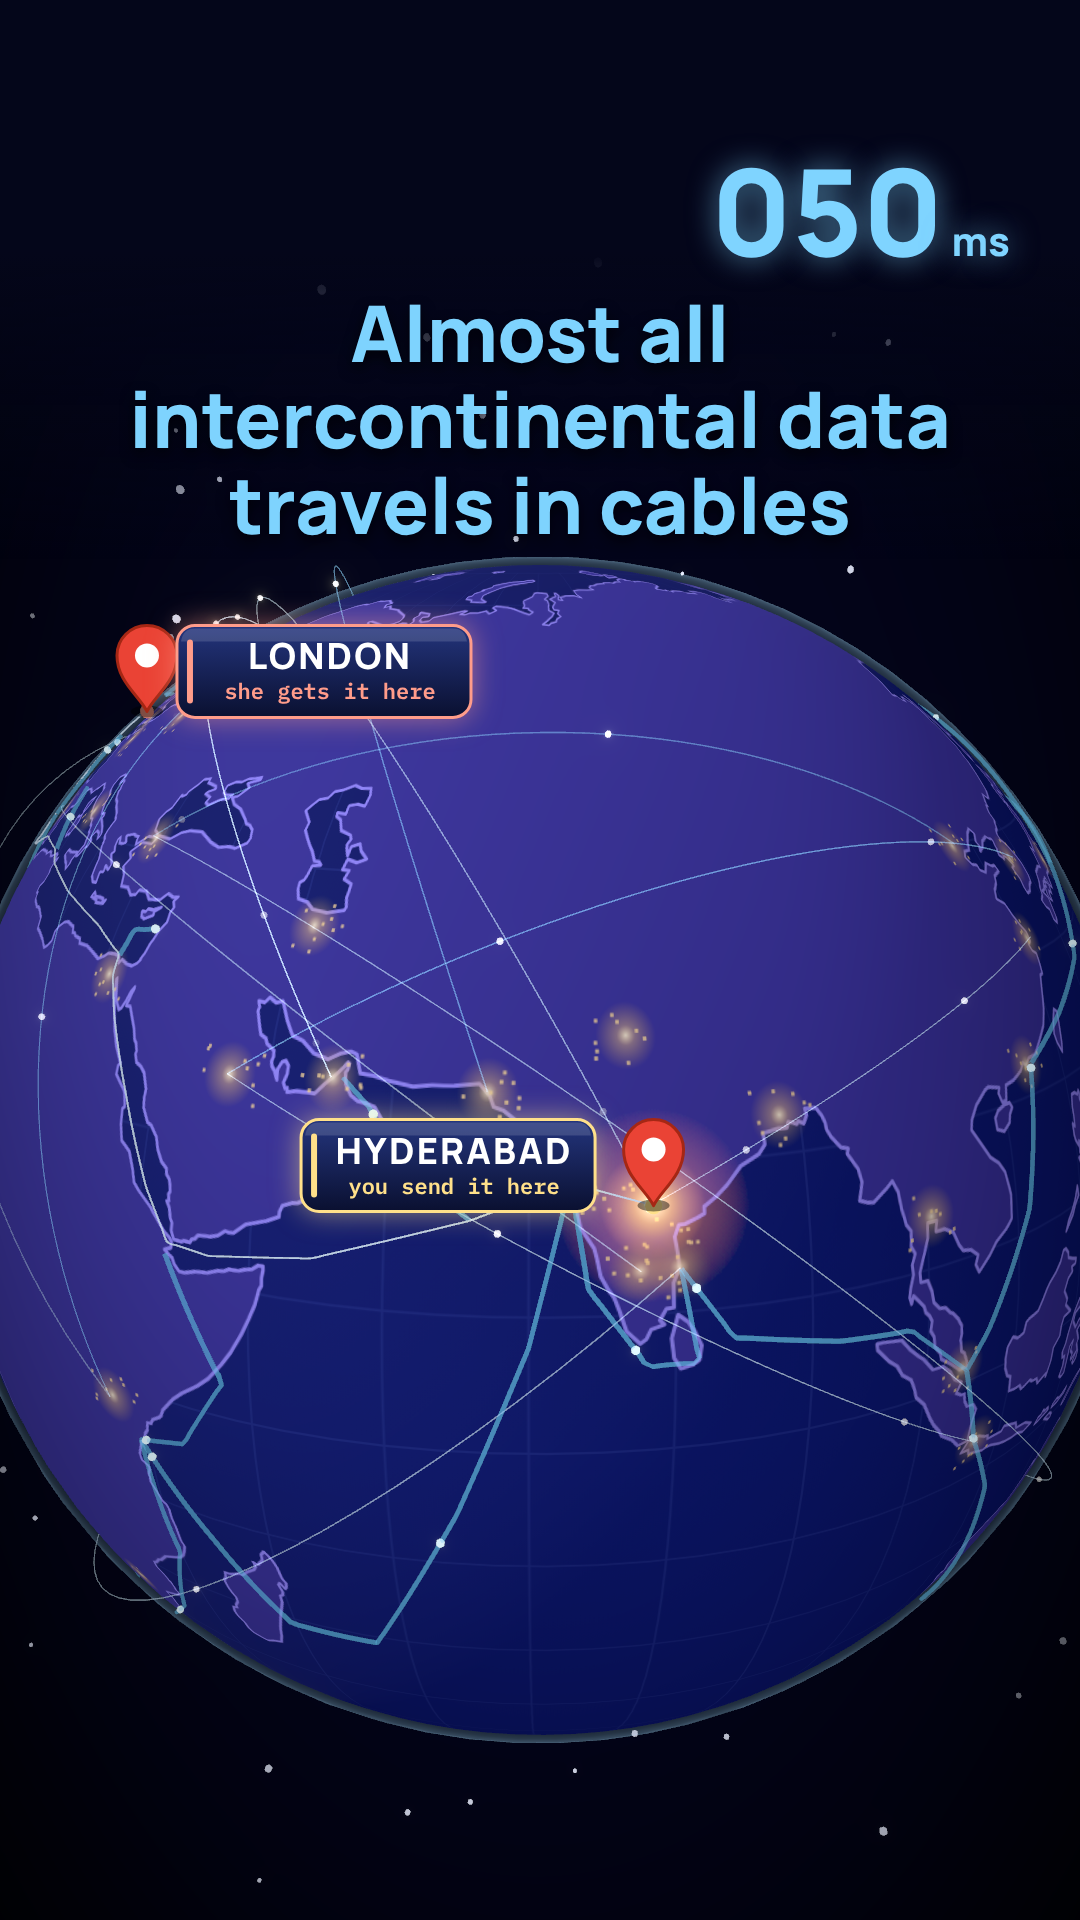 050 ms
Almost all
intercontinental data
travels in cables
LONDON
she gets it here
HYDERABAD
you send it here